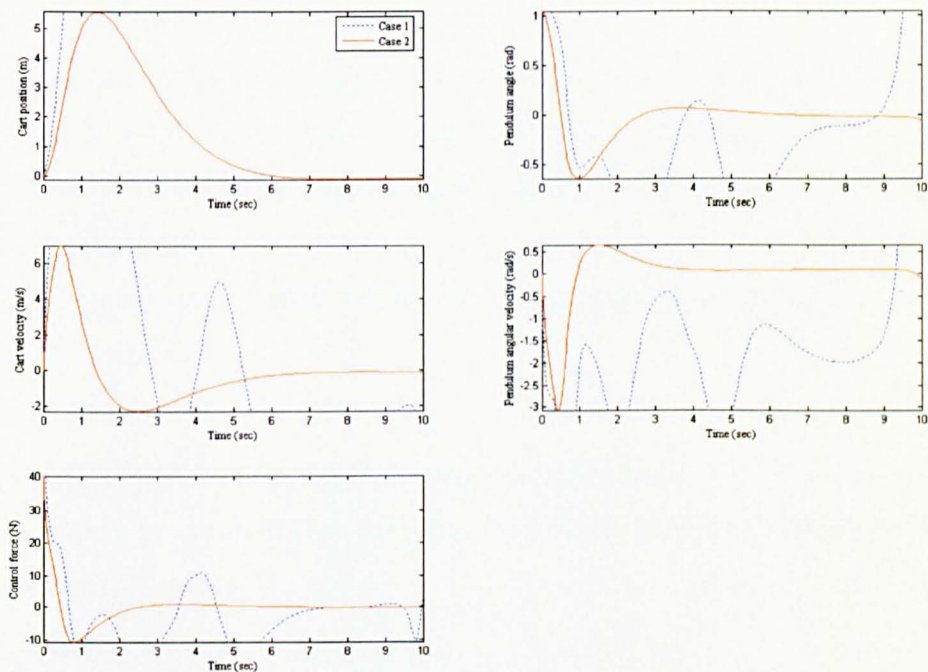 Case 1
Case 2
Cart position (m)
5
4
3
2
1
0
0 1 2 3 4 5 6 7 8 9 10
Time (sec)
Pendulum angle (rad)
1
0.5
0
-0.5
0 1 2 3 4 5 6 7 8 9 10
Time (sec)
Cart velocity (m/s)
6
4
2
0
-2
0 1 2 3 4 5 6 7 8 9 10
Time (sec)
Pendulum angular velocity (rad/s)
0.5
0
-0.5
-1
-1.5
-2
-2.5
-3
0 1 2 3 4 5 6 7 8 9 10
Time (sec)
Control force (N)
40
30
20
10
0
-10
0 1 2 3 4 5 6 7 8 9 10
Time (sec)